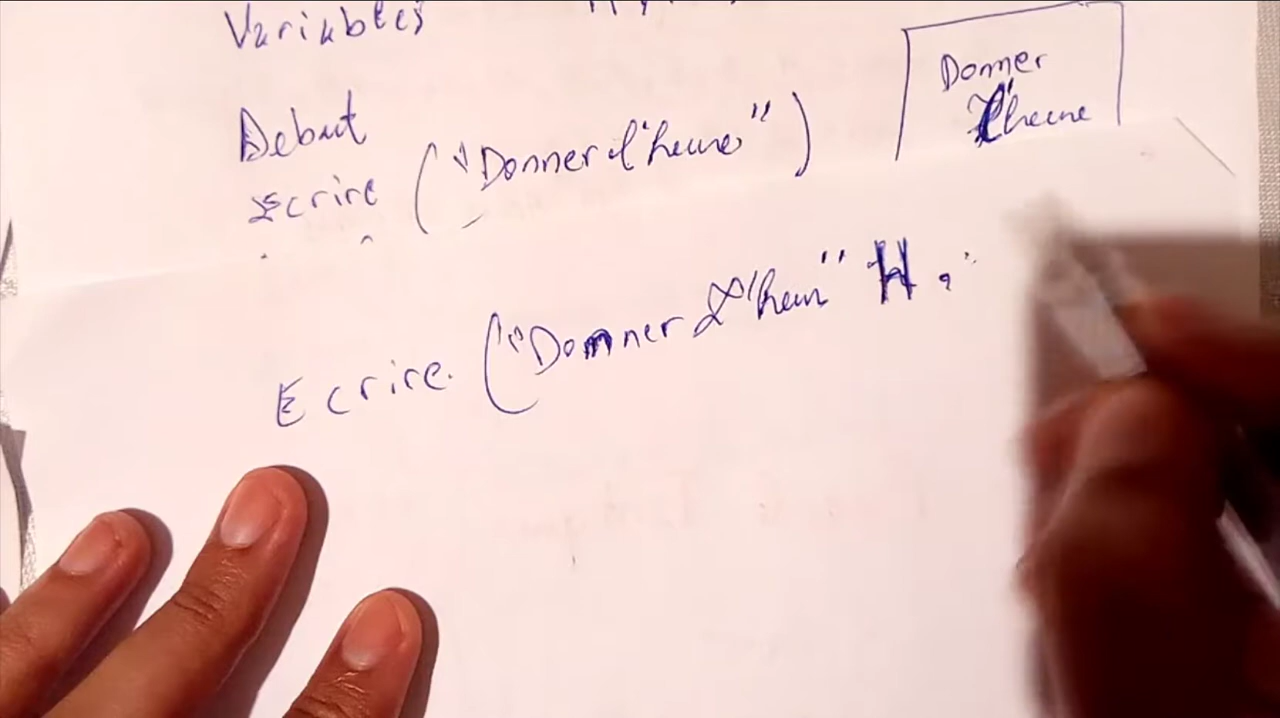 Variables
Debut
Donner
l'heure
Ecrire ("Donner l'heure")
Ecrire ("Donner l'heure" H,